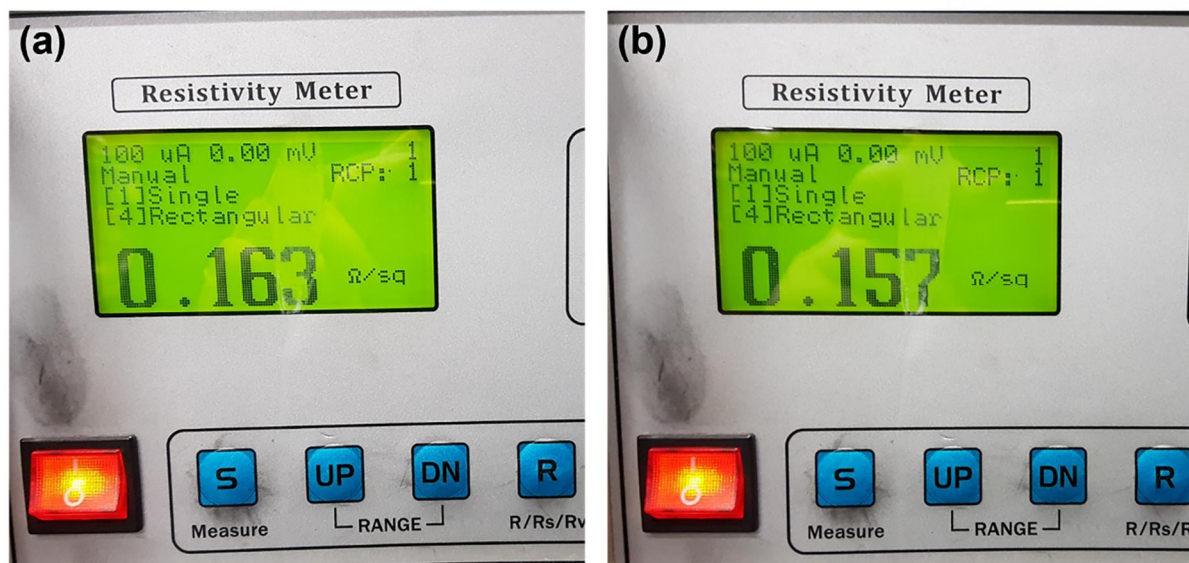 (a)
Resistivity Meter
100 uA 0.00 mV 1
Manual RCP: 1
[1]Single
[4]Rectangular
0.163 Ω/sq
S UP DN R
Measure RANGE R/Rs/Rv
(b)
Resistivity Meter
100 uA 0.00 mV 1
Manual RCP: 1
[1]Single
[4]Rectangular
0.157 Ω/sq
S UP DN R
Measure RANGE R/Rs/R